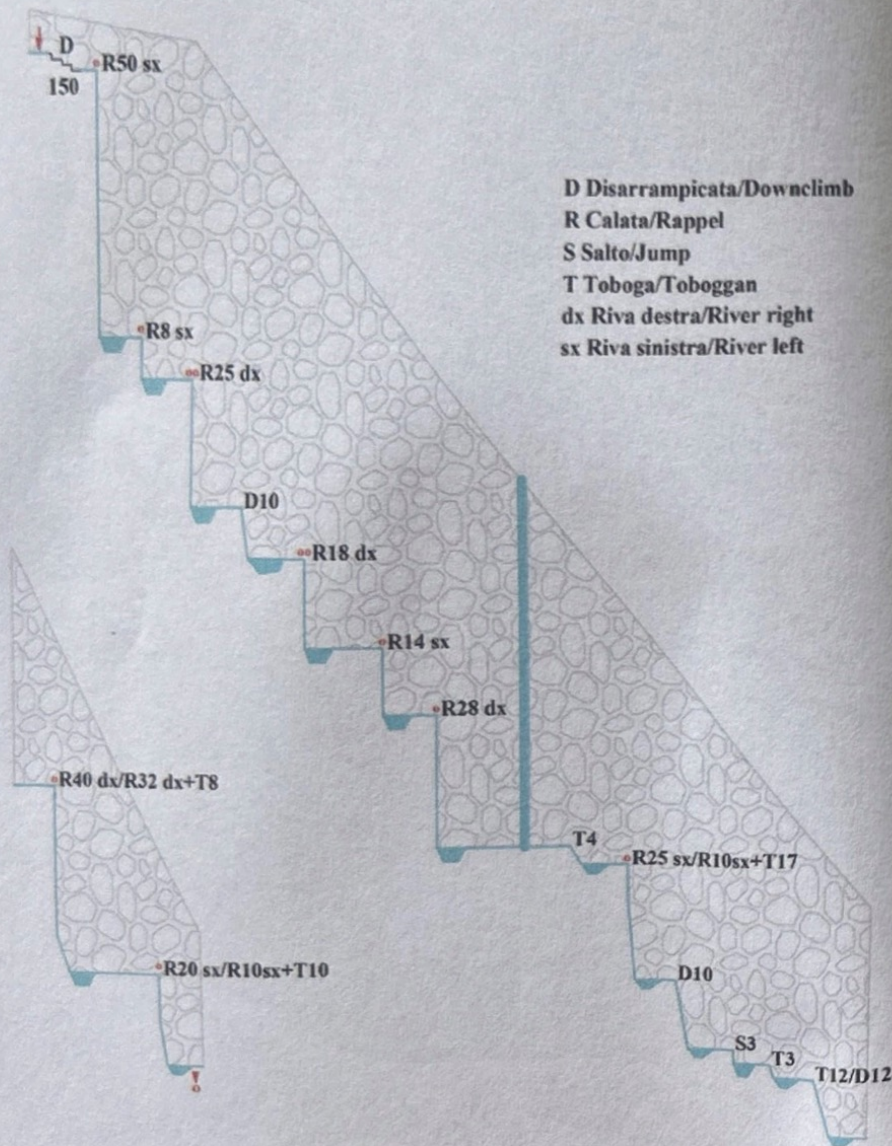 D
R50 sx
150
D Disarrampicata/Downclimb
R Calata/Rappel
S Salto/Jump
T Toboga/Toboggan
dx Riva destra/River right
sx Riva sinistra/River left
R8 sx
R25 dx
D10
R18 dx
R14 sx
R28 dx
T4
R25 sx/R10sx+T17
D10
S3
T3
T12/D12
R40 dx/R32 dx+T8
R20 sx/R10sx+T10
!